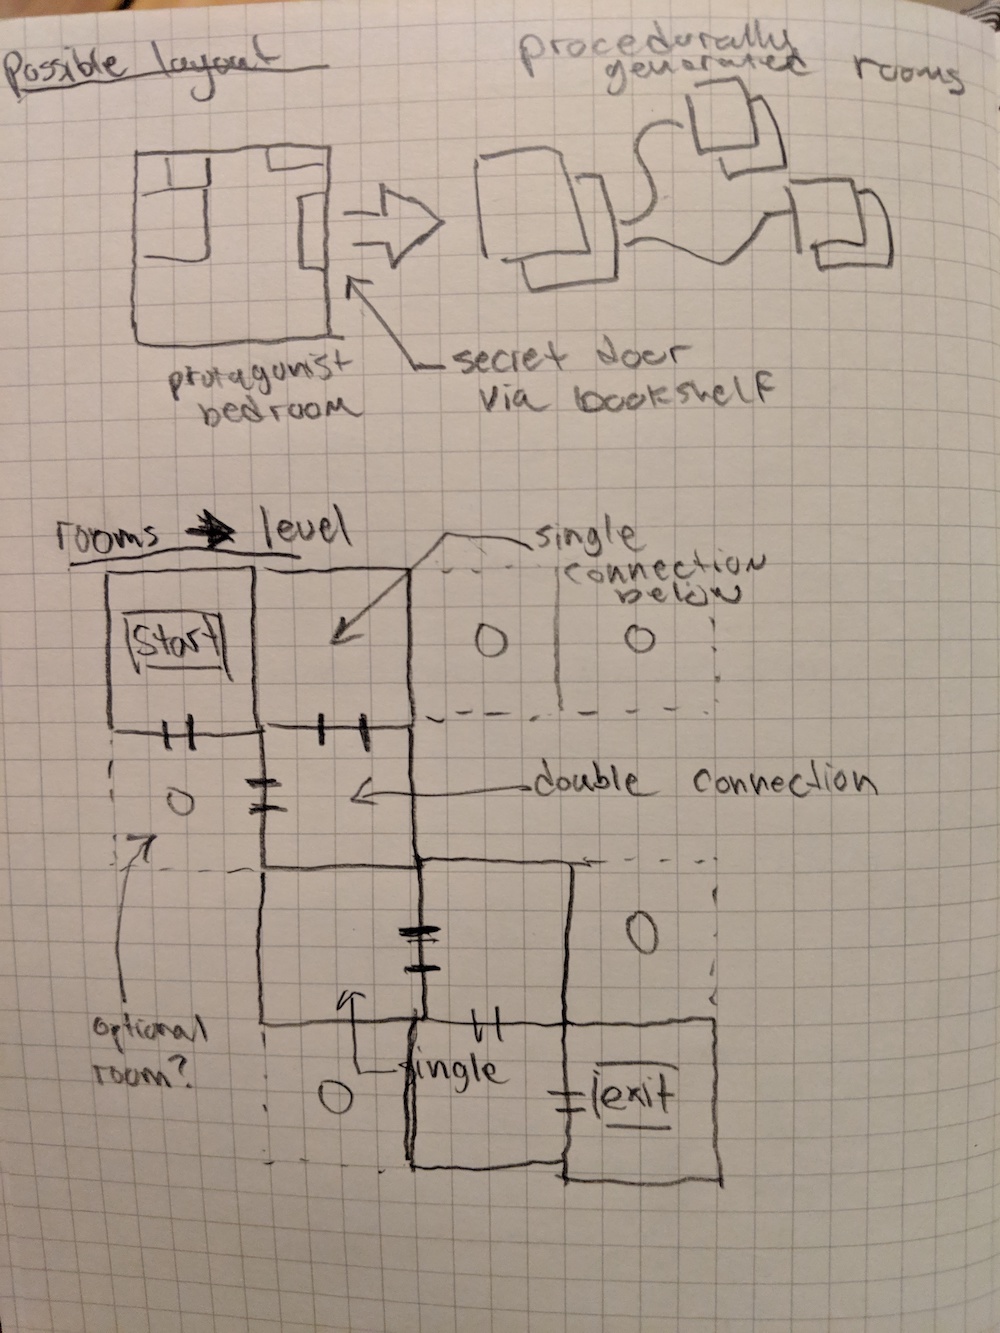 Possible layout
procedurally
generated rooms
protagonist
bedroom
secret door
via bookshelf
rooms → level
single
connection
below
Start
O
O
O
double connection
O
optional
room?
single
O
exit